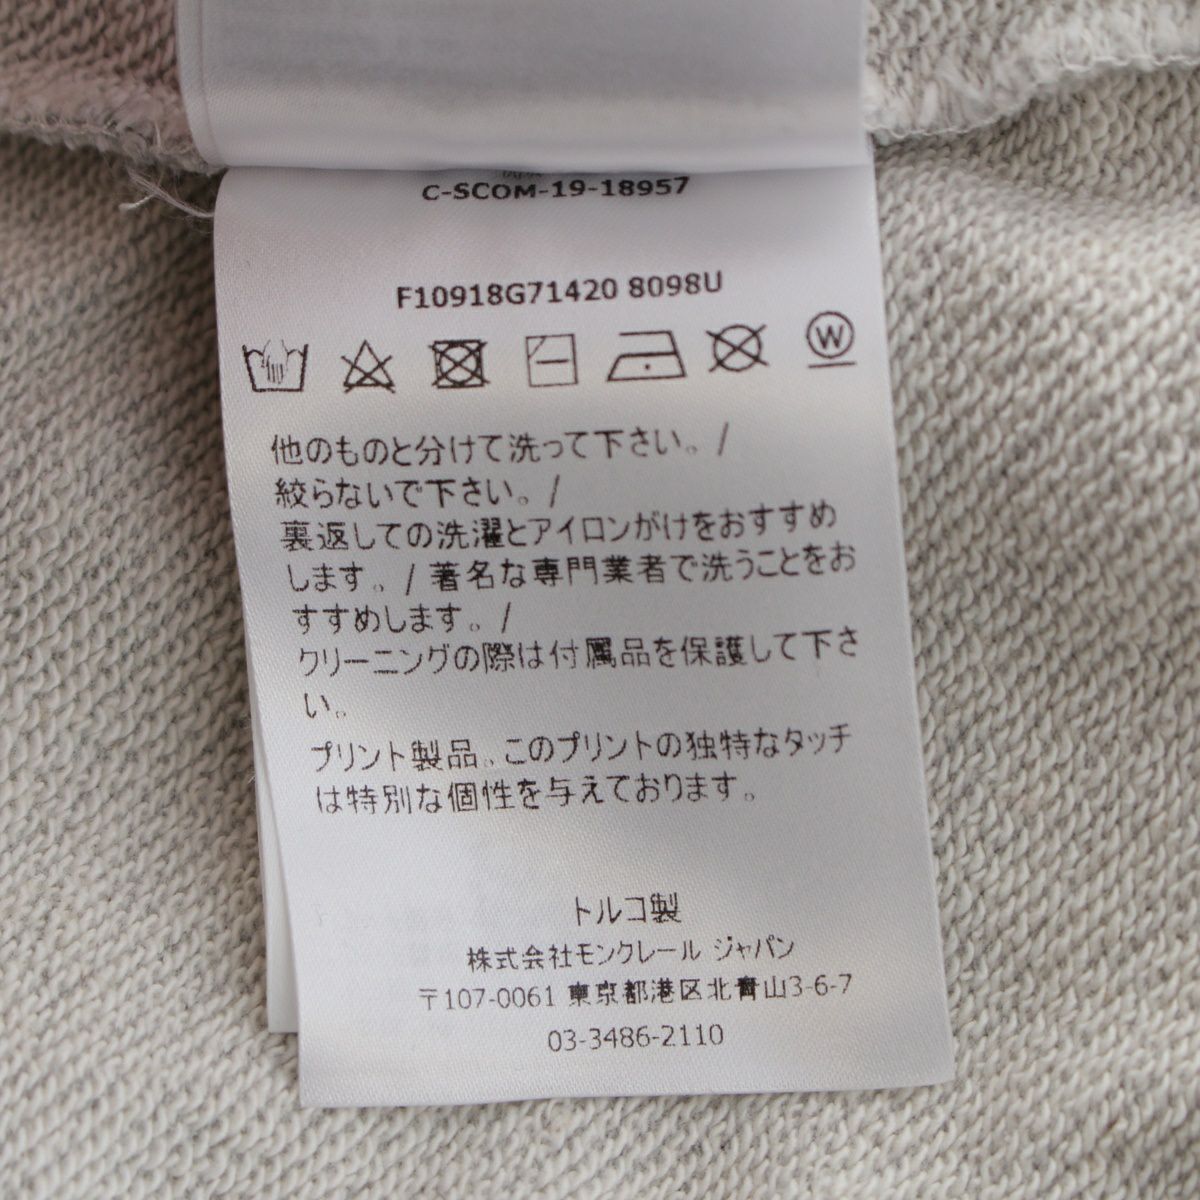 C-SCOM-19-18957
F10918G71420 8098U
W
他のものと分けて洗って下さい。/
絞らないで下さい。/
裏返しての洗濯とアイロンがけをおすすめ
します。/ 著名な専門業者で洗うことをお
すすめします。/
クリーニングの際は付属品を保護して下さ
い。
プリント製品、このプリントの独特なタッチ
は特別な個性を与えております。
トルコ製
株式会社モンクレール ジャパン
〒107-0061 東京都港区北青山3-6-7
03-3486-2110